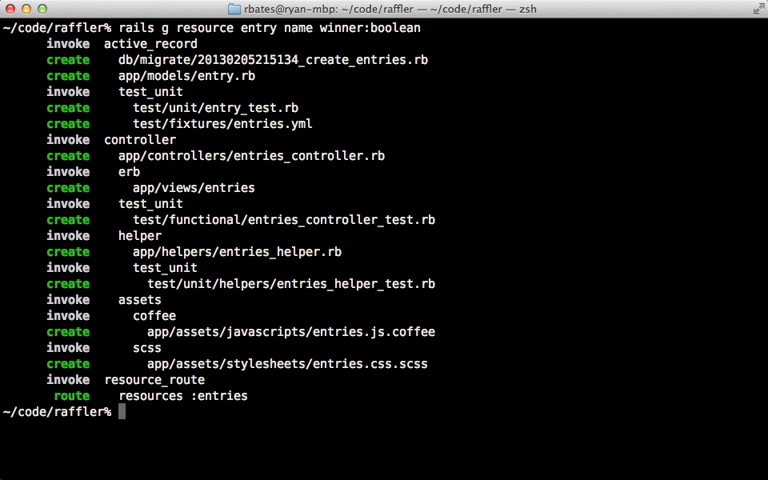 rbates@ryan-mbp: ~/code/raffler — ~/code/raffler — zsh
~/code/raffler% rails g resource entry name winner:boolean
      invoke  active_record
      create    db/migrate/20130205215134_create_entries.rb
      create    app/models/entry.rb
      invoke    test_unit
      create      test/unit/entry_test.rb
      create      test/fixtures/entries.yml
      invoke  controller
      create    app/controllers/entries_controller.rb
      invoke    erb
      create      app/views/entries
      invoke    test_unit
      create      test/functional/entries_controller_test.rb
      invoke    helper
      create      app/helpers/entries_helper.rb
      invoke      test_unit
      create        test/unit/helpers/entries_helper_test.rb
      invoke    assets
      invoke      coffee
      create        app/assets/javascripts/entries.js.coffee
      invoke      scss
      create        app/assets/stylesheets/entries.css.scss
      invoke  resource_route
       route    resources :entries
~/code/raffler%